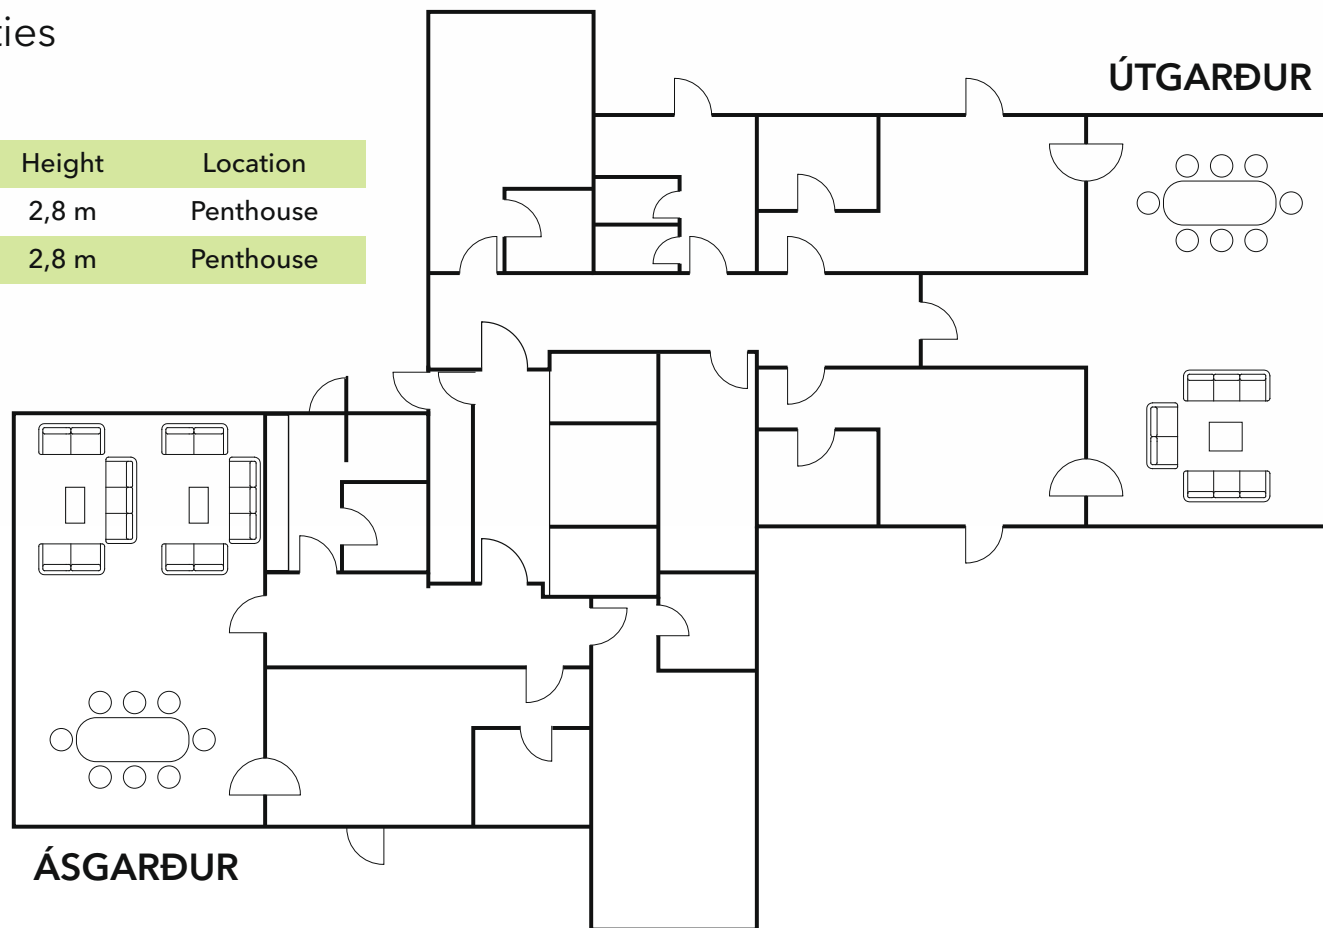 ties
ÚTGARÐUR
Height Location
2,8 m Penthouse
2,8 m Penthouse
ÁSGARÐUR